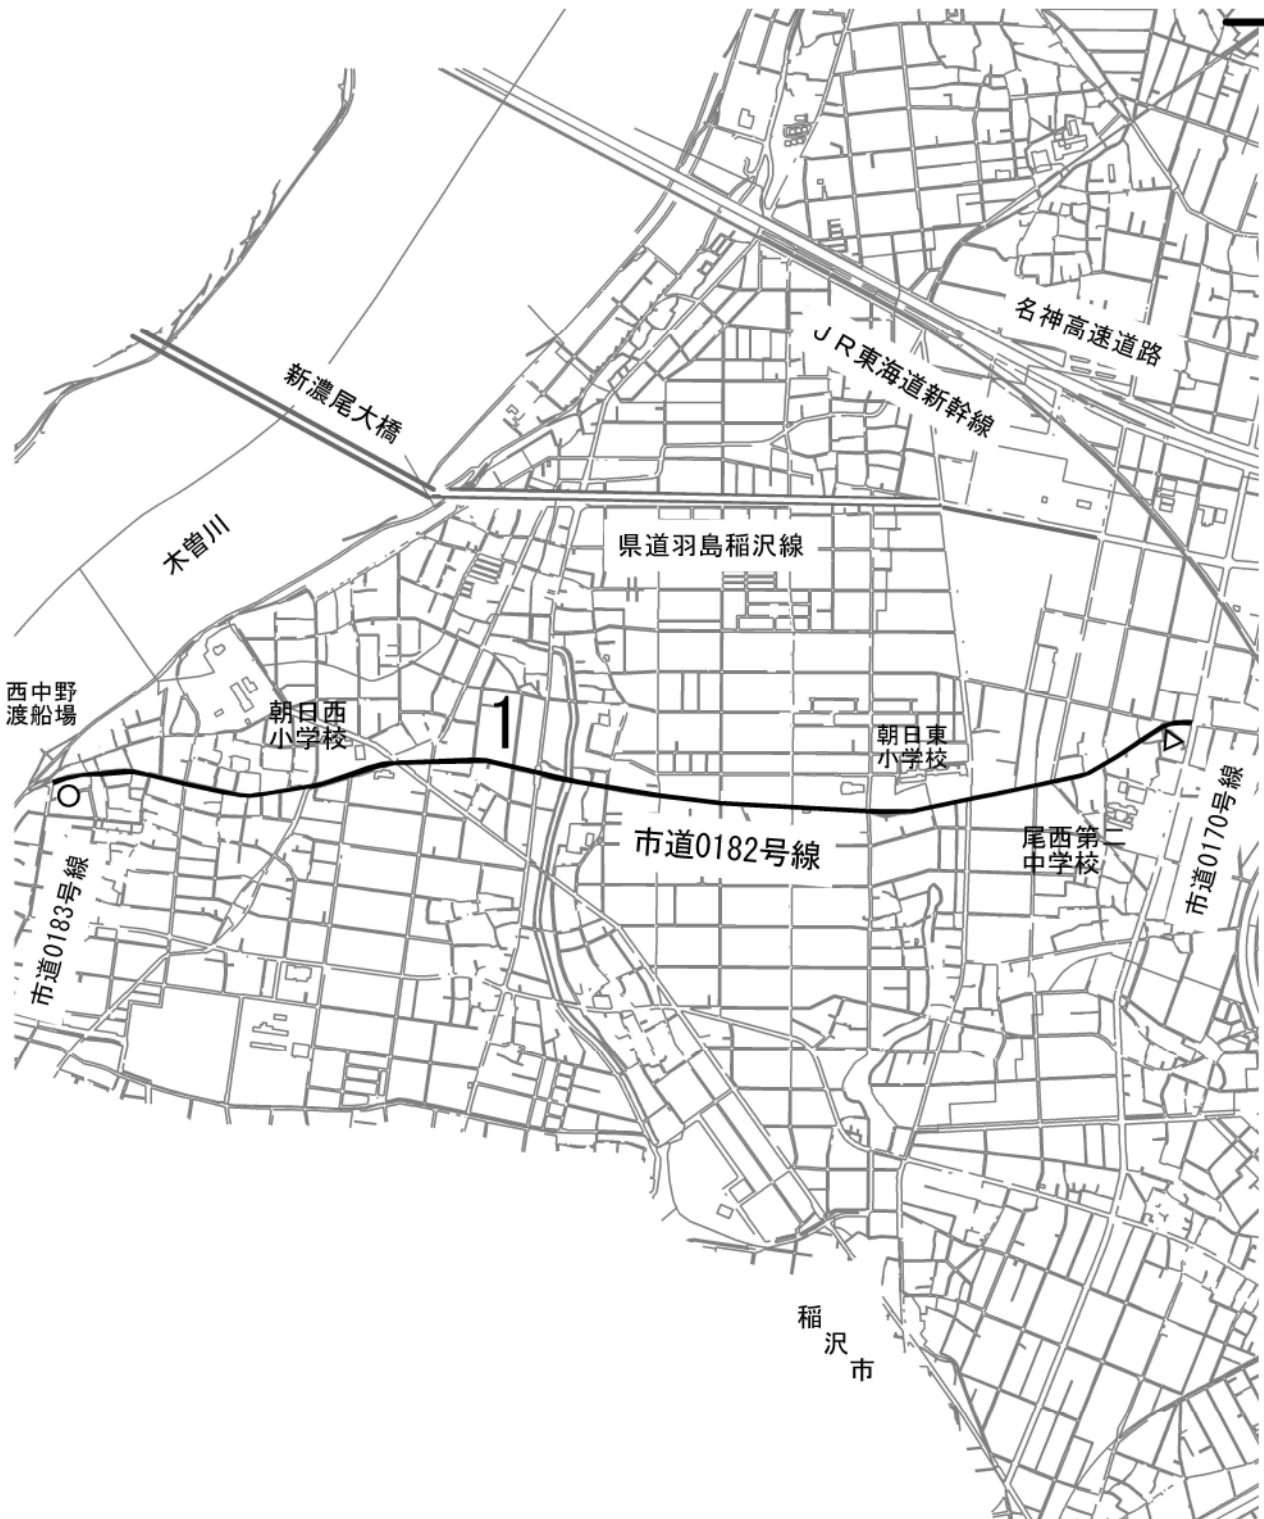 名神高速道路
JR東海道新幹線
新濃尾大橋
木曽川
県道羽島稲沢線
西中野
渡船場
朝日西
小学校
1
朝日東
小学校
市道0182号線
尾西第二
中学校
市道0170号線
市道0183号線
稲沢市